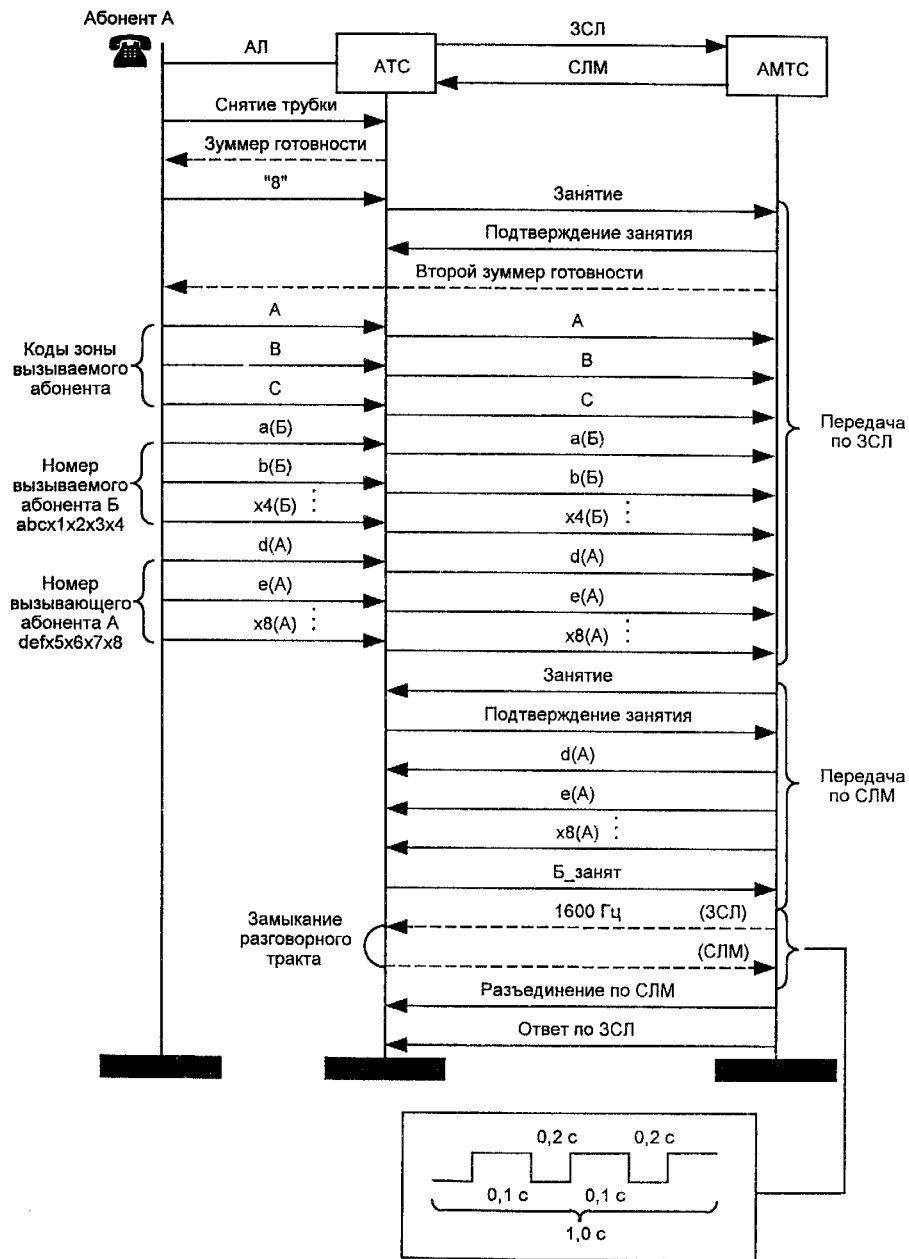 Абонент А
АЛ
АТС
ЗСЛ
СЛМ
АМТС
Снятие трубки
Зуммер готовности
"8"
Занятие
Подтверждение занятия
Второй зуммер готовности
Коды зоны
вызываемого
абонента
А
А
В
В
С
С
Передача
по ЗСЛ
Номер
вызываемого
абонента Б
abcx1x2x3x4
a(Б)
a(Б)
b(Б)
b(Б)
x4(Б)
x4(Б)
Номер
вызывающего
абонента А
defx5x6x7x8
d(A)
d(A)
e(A)
e(A)
x8(A)
x8(A)
Занятие
Подтверждение занятия
d(A)
e(A)
x8(A)
Б_занят
Передача
по СЛМ
Замыкание
разговорного
тракта
1600 Гц (ЗСЛ)
(СЛМ)
Разъединение по СЛМ
Ответ по ЗСЛ
0,2 с 0,2 с
0,1 с 0,1 с
1,0 с